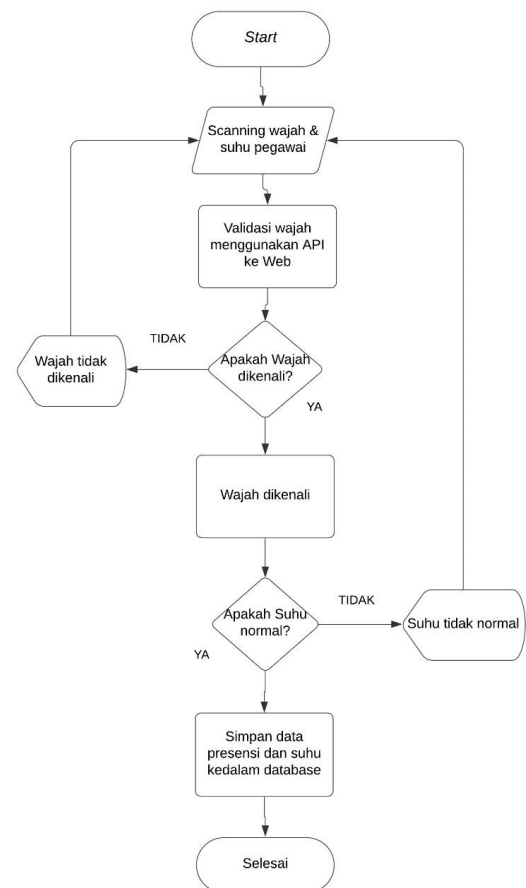 Start
Scanning wajah &
suhu pegawai
Validasi wajah
menggunakan API
ke Web
TIDAK
Wajah tidak
dikenali
Apakah Wajah
dikenali?
YA
Wajah dikenali
TIDAK
Apakah Suhu
normal?
Suhu tidak normal
YA
Simpan data
presensi dan suhu
kedalam database
Selesai